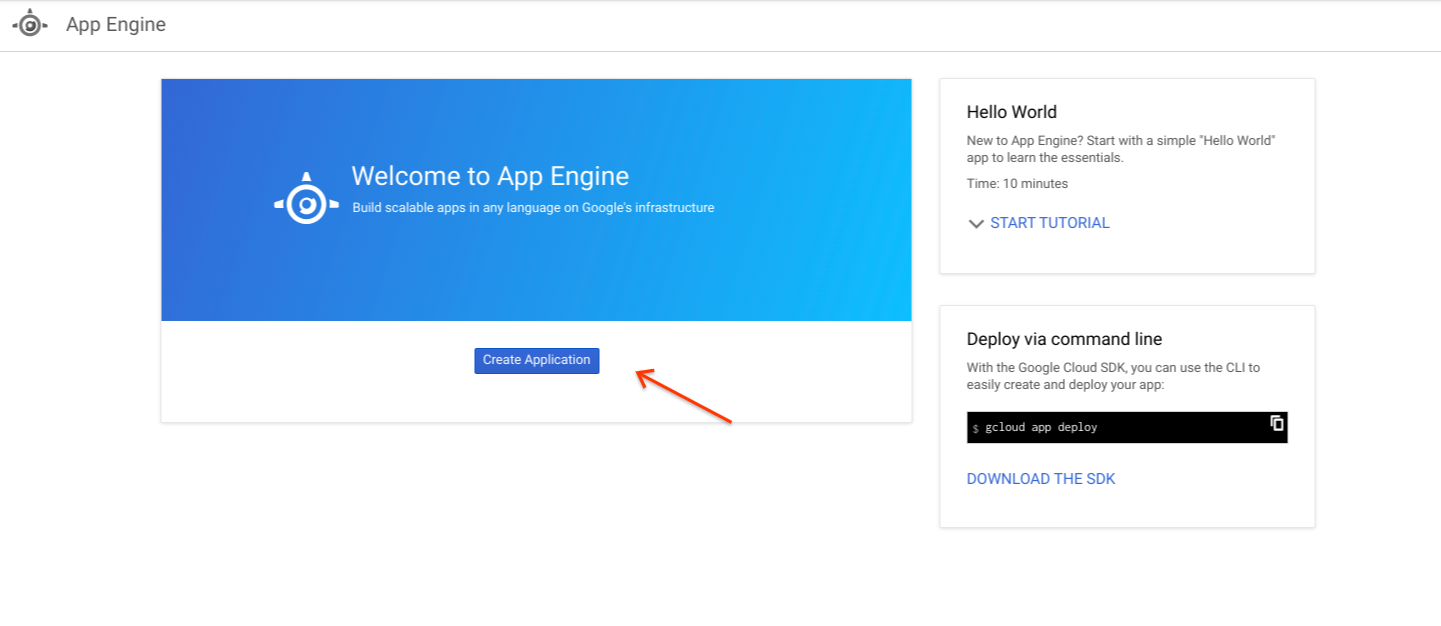 App Engine
Welcome to App Engine
Build scalable apps in any language on Google's infrastructure
Create Application
Hello World
New to App Engine? Start with a simple "Hello World"
app to learn the essentials.
Time: 10 minutes
START TUTORIAL
Deploy via command line
With the Google Cloud SDK, you can use the CLI to
easily create and deploy your app:
$ gcloud app deploy
DOWNLOAD THE SDK